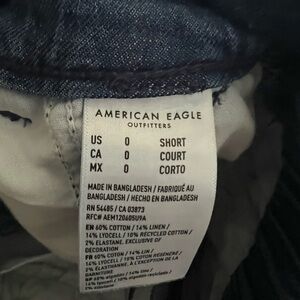 AMERICAN EAGLE
OUTFITTERS
US 0 SHORT
CA 0 COURT
MX 0 CORTO
MADE IN BANGLADESH / FABRIQUÉ AU
BANGLADESH / HECHO EN BANGLADESH
RN 54485 / CA 03873
RFC# AEM120605U9A
EN 60% COTTON / 14% LINEN /
14% LYOCELL / 10% RECYCLED COTTON /
2% ELASTANE. EXCLUSIVE OF
DECORATION
FR 60% COTON / 14% LIN /
14% LYOCELL / 10% COTON REGÉNÉRÉ /
2% ÉLASTHANNE. À L'EXCEPTION DE LA
GARNITURE